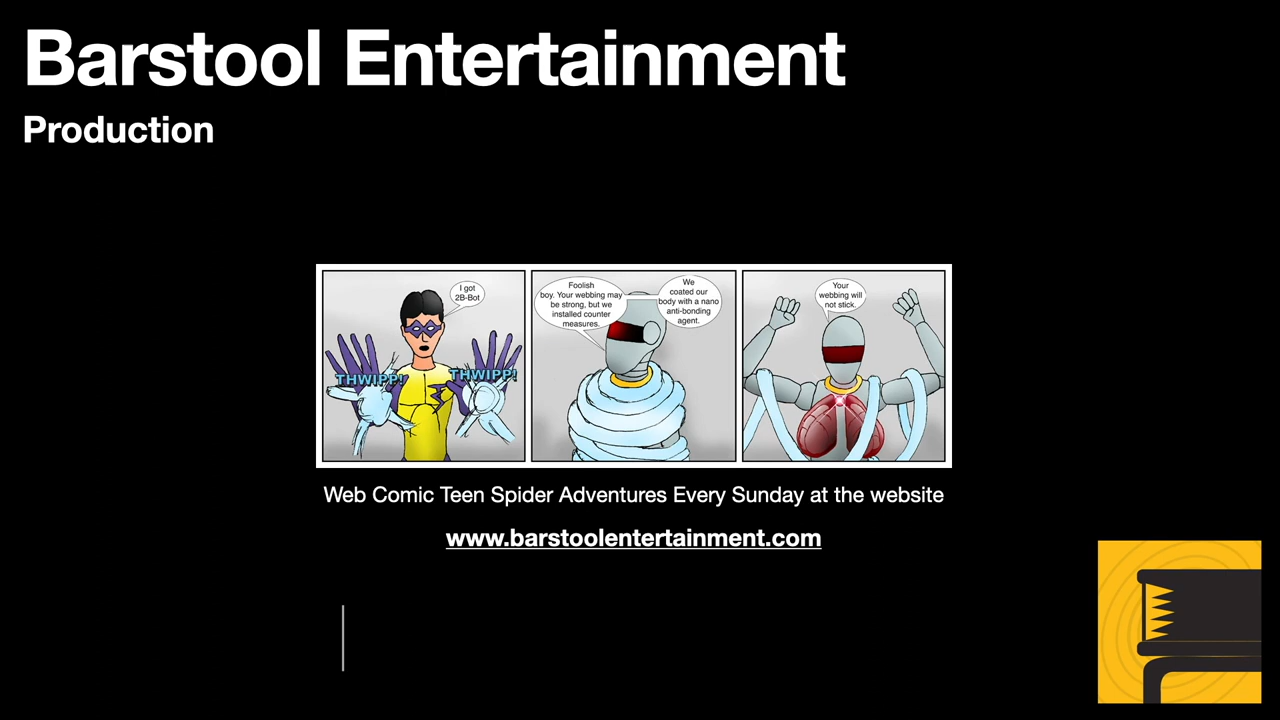 Barstool Entertainment
Production
I got
2B-Bot
THWIPP!
THWIPP!
Foolish
boy. Your webbing may
be strong, but we
installed counter
measures.
We
coated our
body with a nano
anti-bonding
agent.
Your
webbing will
not stick.
Web Comic Teen Spider Adventures Every Sunday at the website
www.barstoolentertainment.com